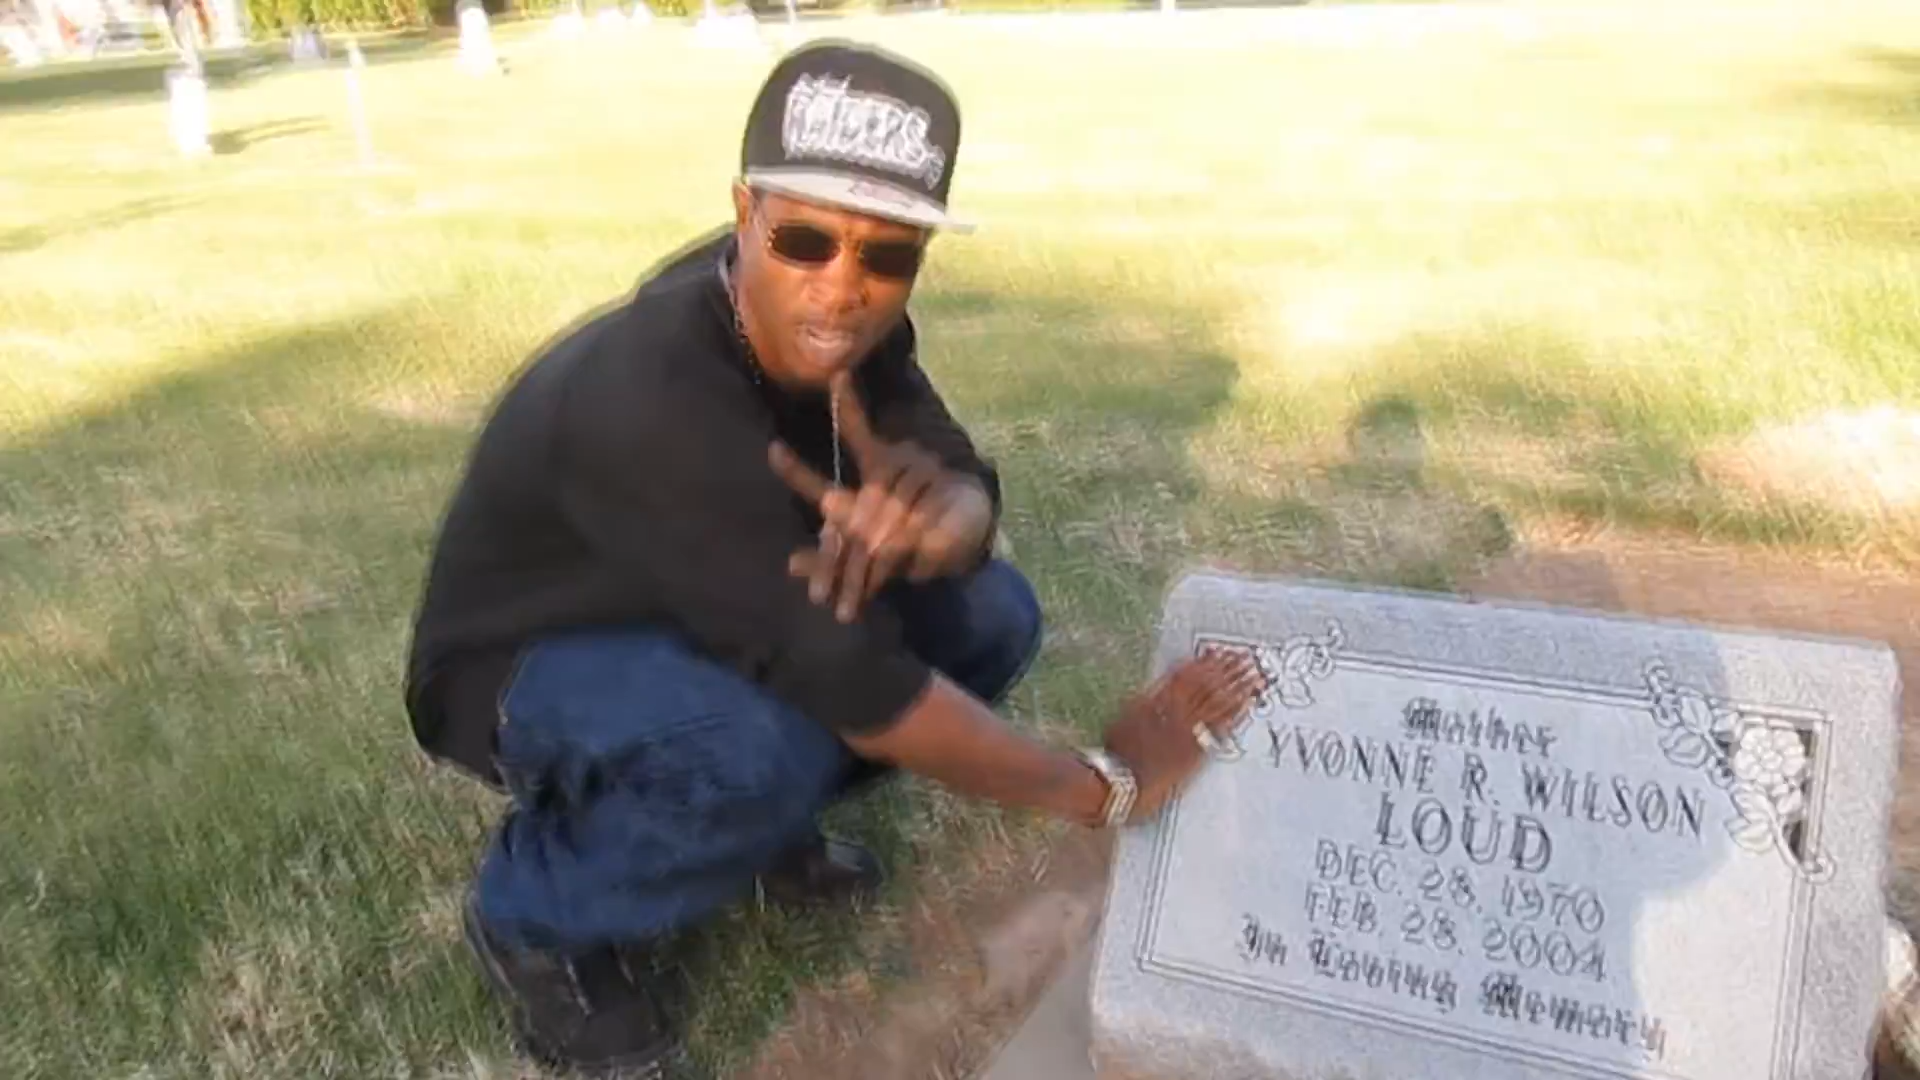 RAIDERS
Mother
YVONNE R. WILSON
LOUD
DEC. 28, 1970
FEB. 28, 2004
In Loving Memory